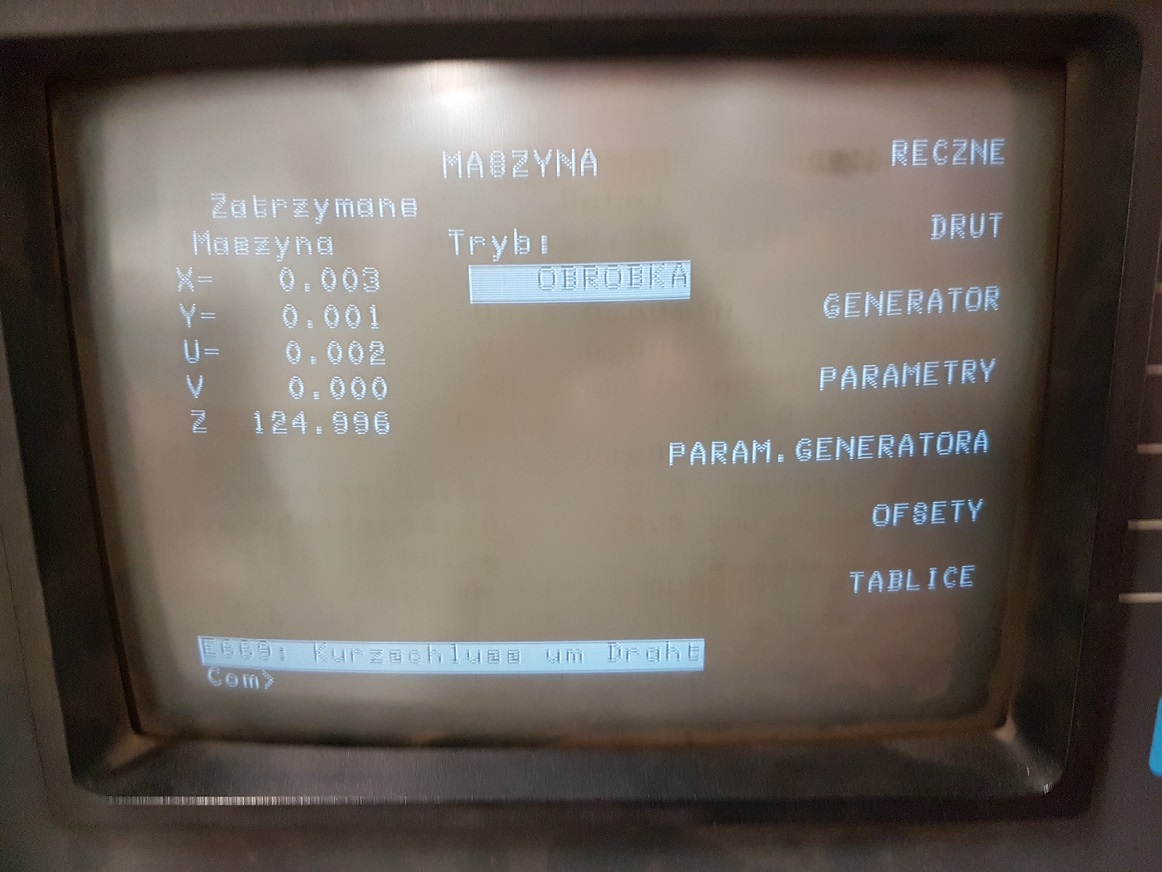 MASZYNA
RECZNE
Zatrzymane
DRUT
Maszyna Tryb:
X= 0.003 OBROBKA
Y= 0.001 GENERATOR
U= 0.002
V 0.000 PARAMETRY
Z 124.996
PARAM.GENERATORA
OFSETY
TABLICE
E669: Kurzschluss um Draht
Com>